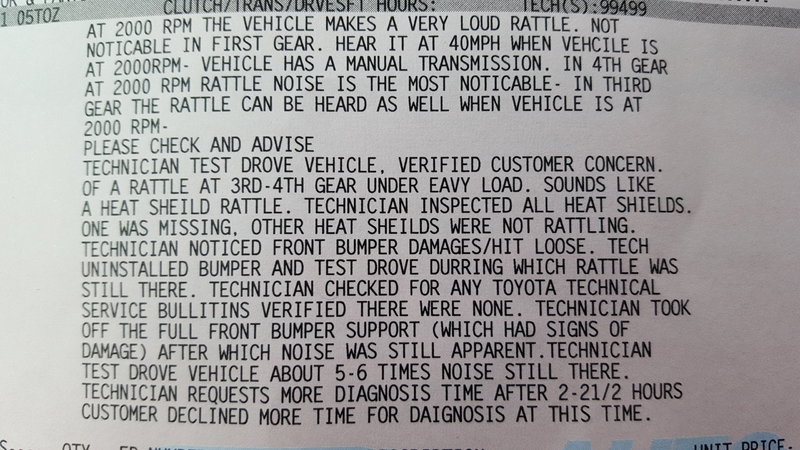 CLUTCH/TRANS/DRVESFT HOURS: TECH(S):99499
1 05TOZ
AT 2000 RPM THE VEHICLE MAKES A VERY LOUD RATTLE. NOT
NOTICABLE IN FIRST GEAR. HEAR IT AT 40MPH WHEN VEHCILE IS
AT 2000RPM- VEHICLE HAS A MANUAL TRANSMISSION. IN 4TH GEAR
AT 2000 RPM RATTLE NOISE IS THE MOST NOTICABLE- IN THIRD
GEAR THE RATTLE CAN BE HEARD AS WELL WHEN VEHICLE IS AT
2000 RPM-
PLEASE CHECK AND ADVISE
TECHNICIAN TEST DROVE VEHICLE, VERIFIED CUSTOMER CONCERN.
OF A RATTLE AT 3RD-4TH GEAR UNDER EAVY LOAD. SOUNDS LIKE
A HEAT SHEILD RATTLE. TECHNICIAN INSPECTED ALL HEAT SHIELDS.
ONE WAS MISSING, OTHER HEAT SHEILDS WERE NOT RATTLING.
TECHNICIAN NOTICED FRONT BUMPER DAMAGES/HIT LOOSE. TECH
UNINSTALLED BUMPER AND TEST DROVE DURRING WHICH RATTLE WAS
STILL THERE. TECHNICIAN CHECKED FOR ANY TOYOTA TECHNICAL
SERVICE BULLITINS VERIFIED THERE WERE NONE. TECHNICIAN TOOK
OFF THE FULL FRONT BUMPER SUPPORT (WHICH HAD SIGNS OF
DAMAGE) AFTER WHICH NOISE WAS STILL APPARENT.TECHNICIAN
TEST DROVE VEHICLE ABOUT 5-6 TIMES NOISE STILL THERE.
TECHNICIAN REQUESTS MORE DIAGNOSIS TIME AFTER 2-21/2 HOURS
CUSTOMER DECLINED MORE TIME FOR DAIGNOSIS AT THIS TIME.
UNIT PRICE-